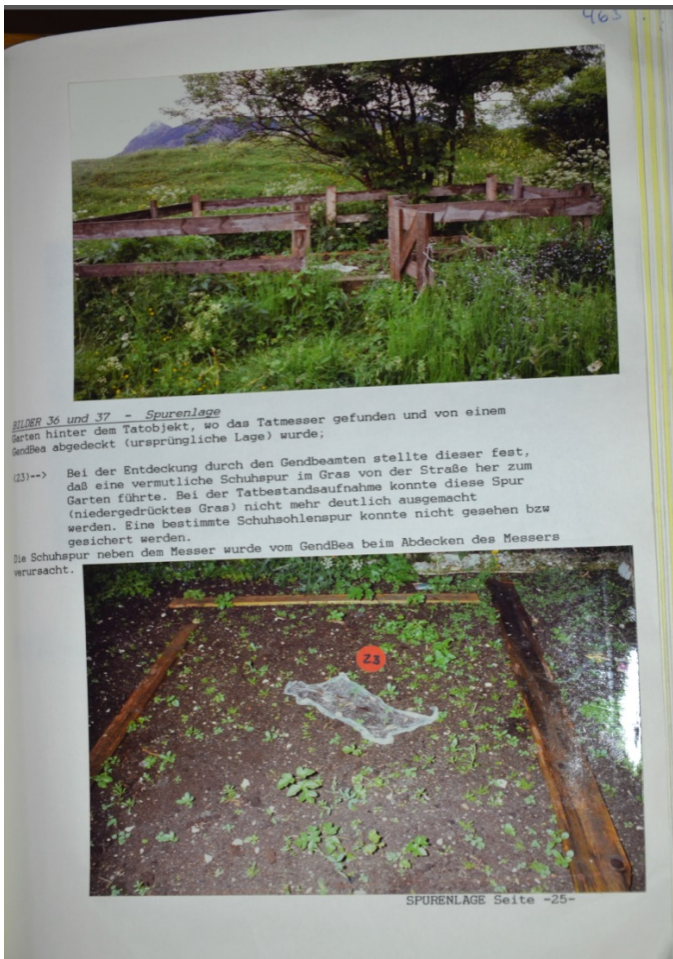 463
BILDER 36 und 37 - Spurenlage
Garten hinter dem Tatobjekt, wo das Tatmesser gefunden und von einem
GendBea abgedeckt (ursprüngliche Lage) wurde;
(23)--> Bei der Entdeckung durch den Gendbeamten stellte dieser fest,
daß eine vermutliche Schuhspur im Gras von der Straße her zum
Garten führte. Bei der Tatbestandsaufnahme konnte diese Spur
(niedergedrücktes Gras) nicht mehr deutlich ausgemacht
werden. Eine bestimmte Schuhsohlenspur konnte nicht gesehen bzw
gesichert werden.
Die Schuhspur neben dem Messer wurde vom GendBea beim Abdecken des Messers
verursacht.
23
SPURENLAGE Seite -25-